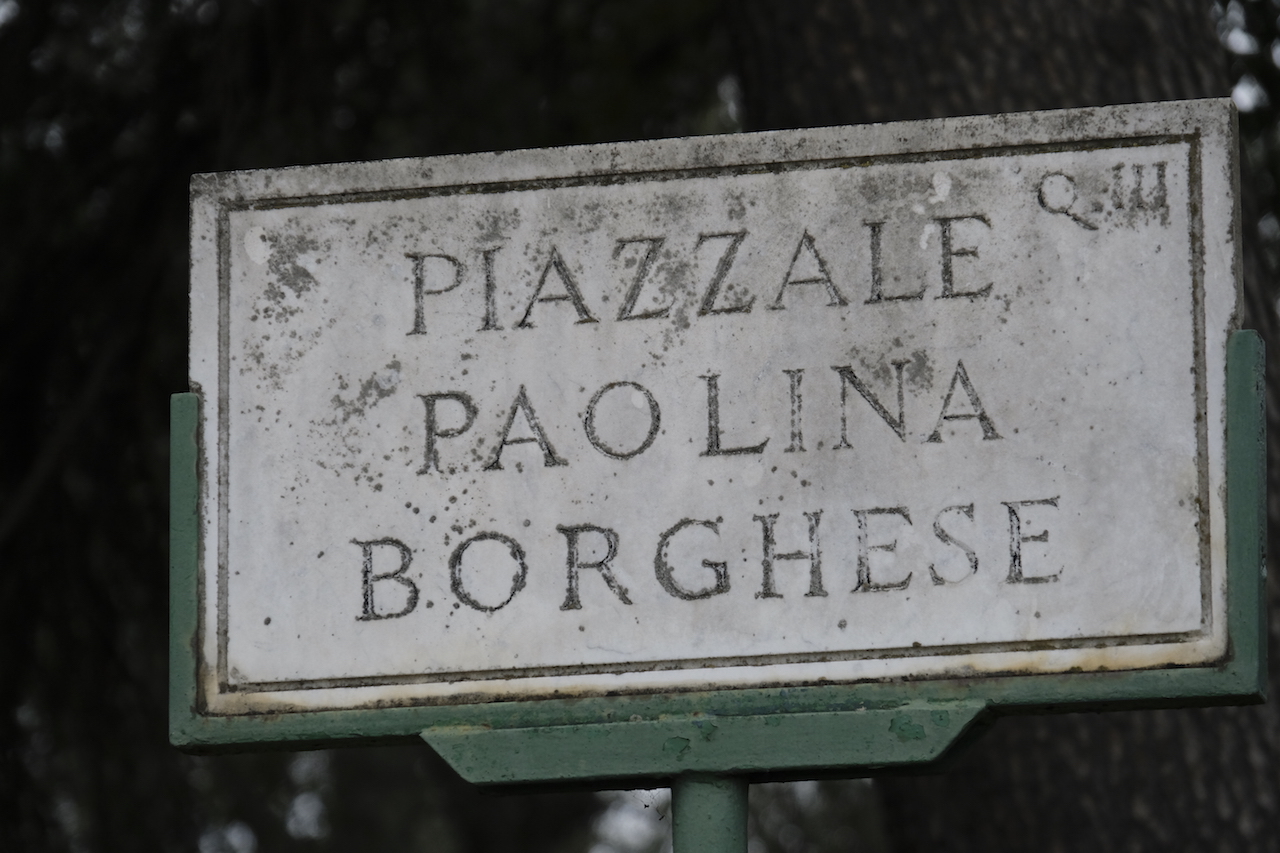 Q. III
PIAZZALE
PAOLINA
BORGHESE